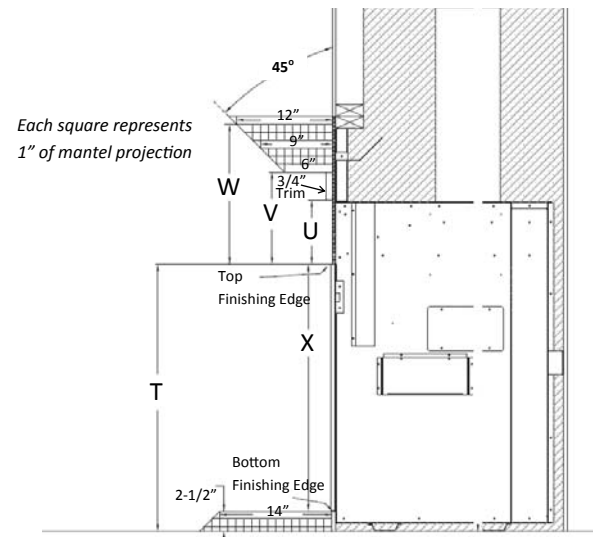 45°
12”
Each square represents
1” of mantel projection
9”
6”
W
3/4”
Trim
V
U
Top
Finishing Edge
X
T
Bottom
Finishing Edge
2-1/2”
14”